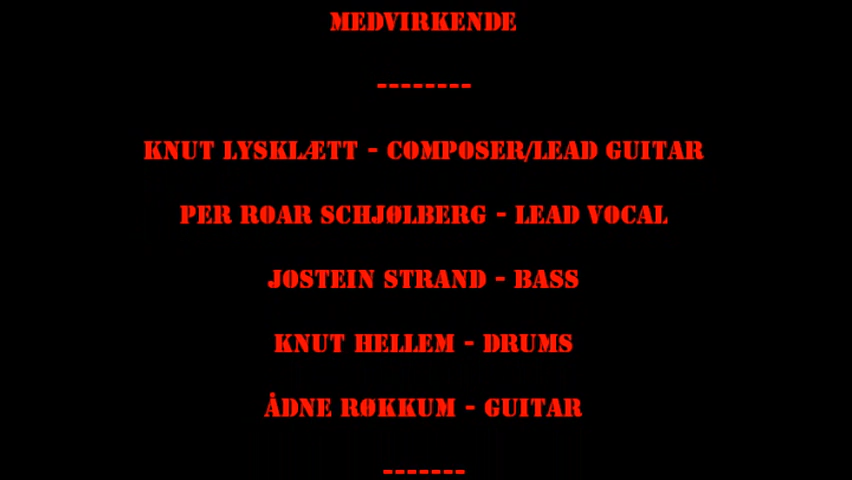 MEDVIRKENDE
--------
KNUT LYSKLÆTT - COMPOSER/LEAD GUITAR
PER ROAR SCHJØLBERG - LEAD VOCAL
JOSTEIN STRAND - BASS
KNUT HELLEM - DRUMS
ÅDNE RØKKUM - GUITAR
-------